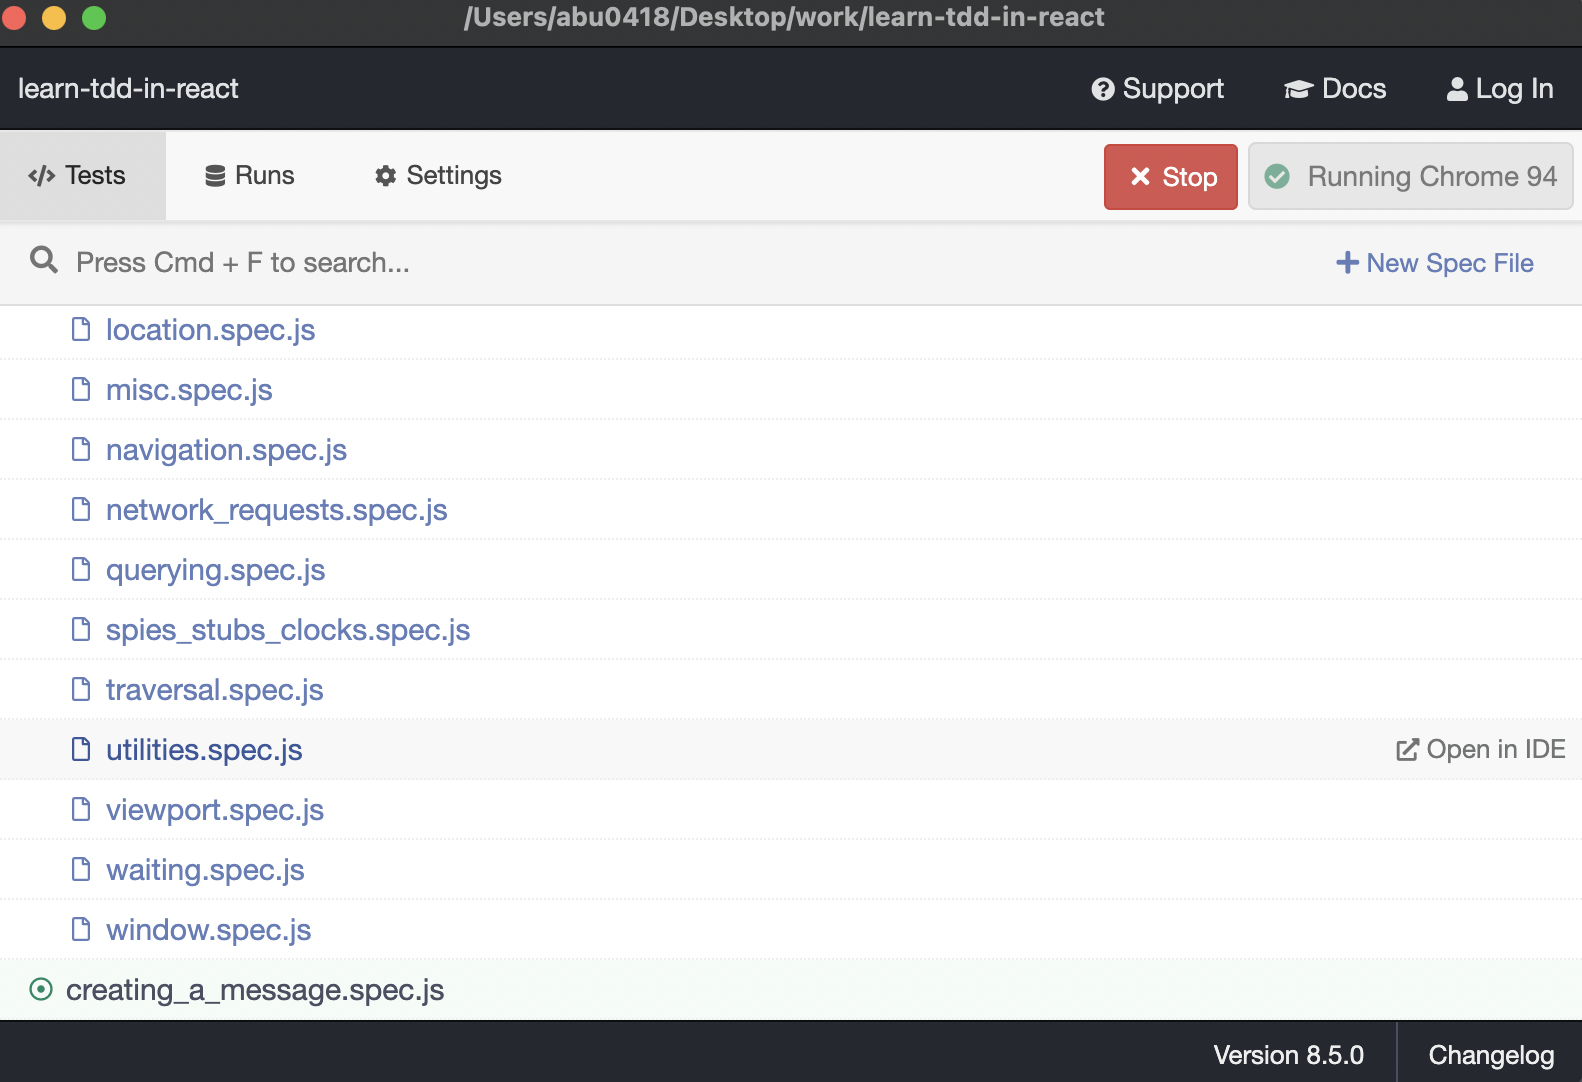 /Users/abu0418/Desktop/work/learn-tdd-in-react
learn-tdd-in-react Support Docs Log In
Tests Runs Settings Stop Running Chrome 94
Press Cmd + F to search... New Spec File
location.spec.js
misc.spec.js
navigation.spec.js
network_requests.spec.js
querying.spec.js
spies_stubs_clocks.spec.js
traversal.spec.js
utilities.spec.js Open in IDE
viewport.spec.js
waiting.spec.js
window.spec.js
creating_a_message.spec.js
Version 8.5.0 Changelog